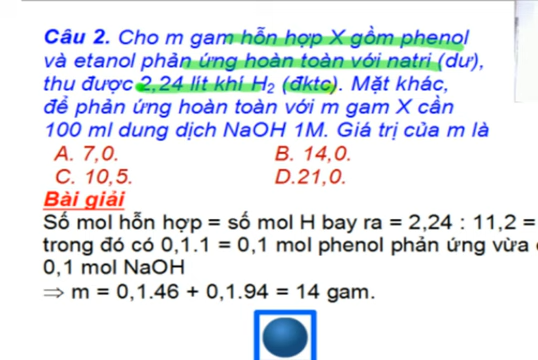 Câu 2. Cho m gam hỗn hợp X gồm phenol
và etanol phản ứng hoàn toàn với natri (dư),
thu được 2,24 lít khí H₂ (đktc). Mặt khác,
để phản ứng hoàn toàn với m gam X cần
100 ml dung dịch NaOH 1M. Giá trị của m là
A. 7,0. B. 14,0.
C. 10,5. D.21,0.
Bài giải
Số mol hỗn hợp = số mol H bay ra = 2,24 : 11,2 =
trong đó có 0,1.1 = 0,1 mol phenol phản ứng vừa
0,1 mol NaOH
⇒ m = 0,1.46 + 0,1.94 = 14 gam.